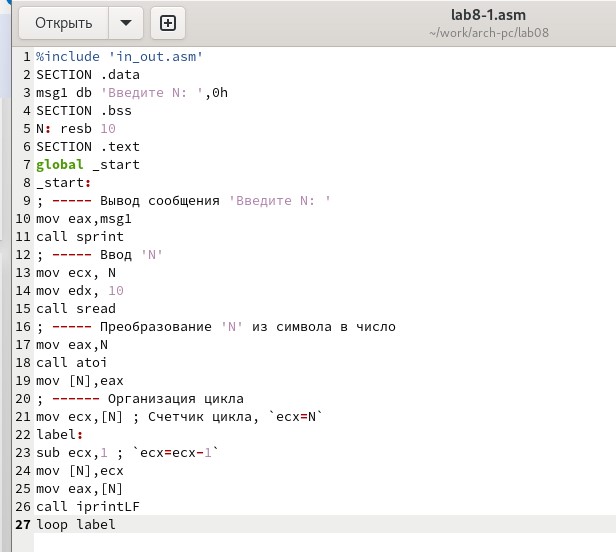 Открыть
lab8-1.asm
~/work/arch-pc/lab08
1 %include 'in_out.asm'
2 SECTION .data
3 msg1 db 'Введите N: ',0h
4 SECTION .bss
5 N: resb 10
6 SECTION .text
7 global _start
8 _start:
9 ; ----- Вывод сообщения 'Введите N: '
10 mov eax,msg1
11 call sprint
12 ; ----- Ввод 'N'
13 mov ecx, N
14 mov edx, 10
15 call sread
16 ; ----- Преобразование 'N' из символа в число
17 mov eax,N
18 call atoi
19 mov [N],eax
20 ; ------ Организация цикла
21 mov ecx,[N] ; Счетчик цикла, `ecx=N`
22 label:
23 sub ecx,1 ; `ecx=ecx-1`
24 mov [N],ecx
25 mov eax,[N]
26 call iprintLF
27 loop label